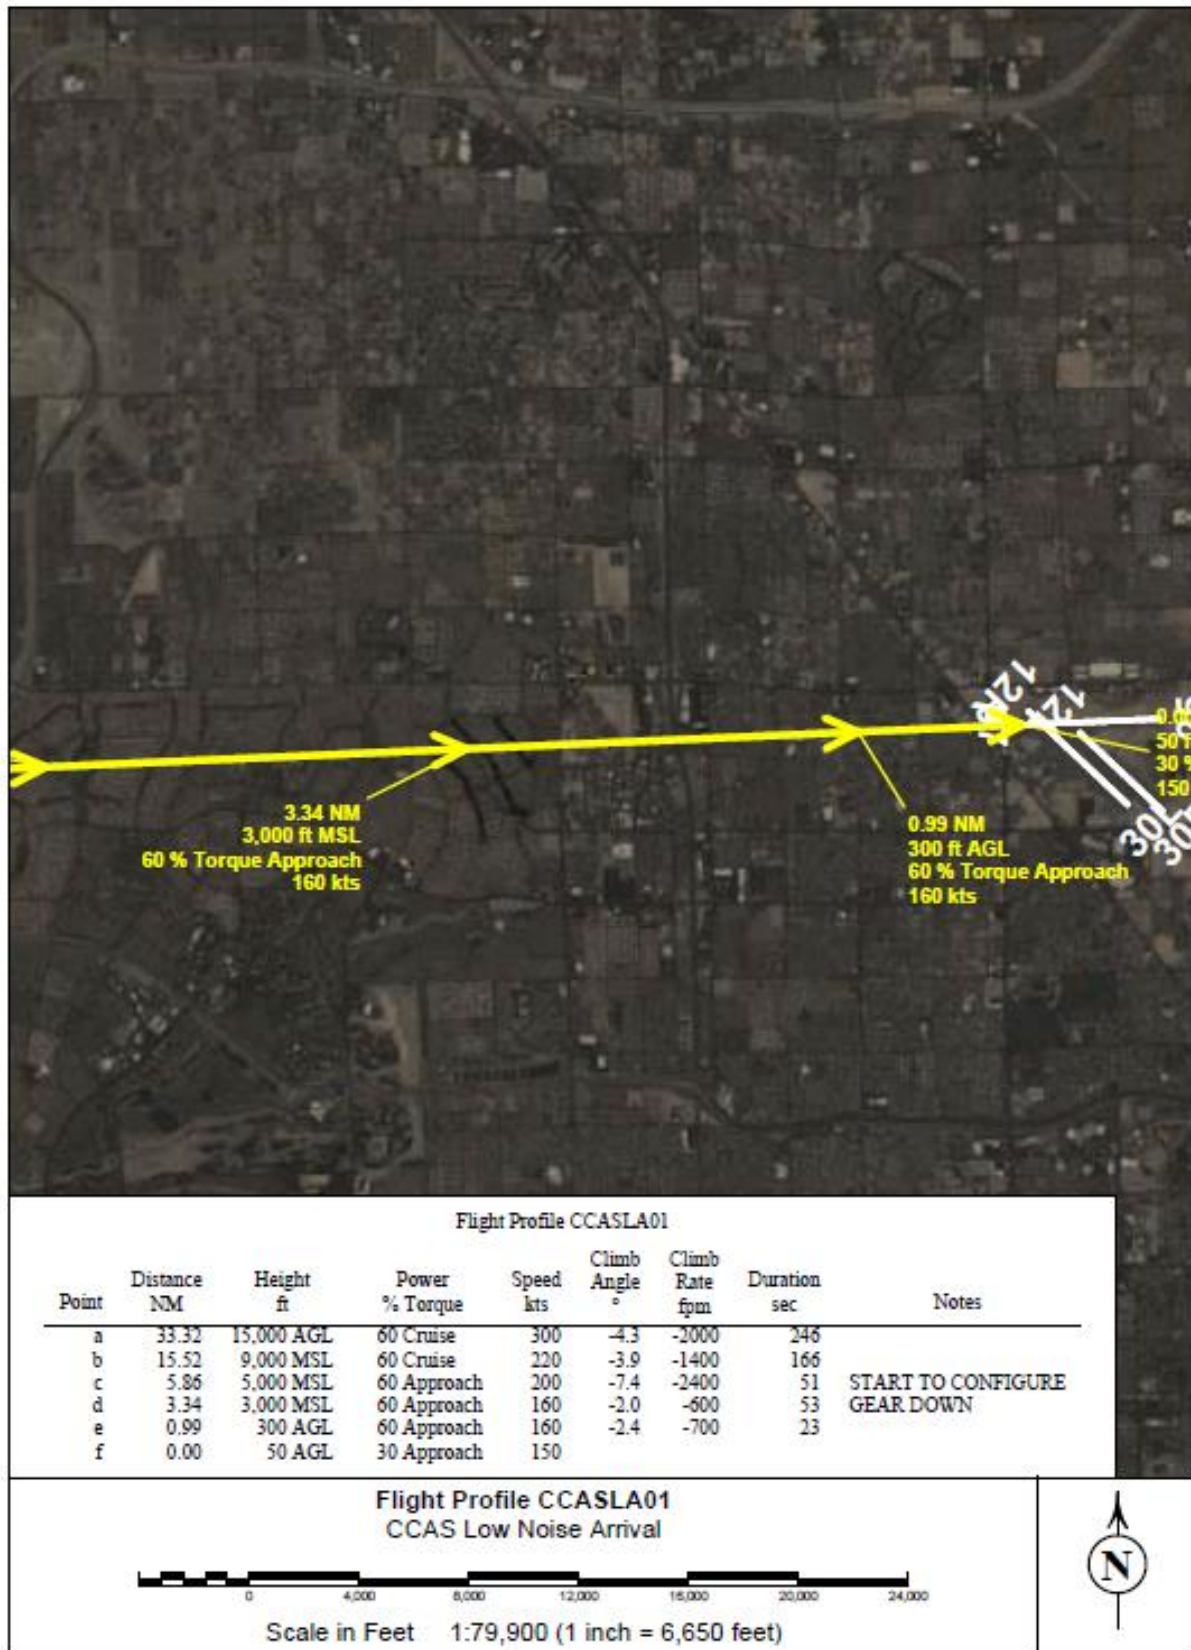 12R
12L
30L
30R
3.34 NM
3,000 ft MSL
60 % Torque Approach
160 kts
0.99 NM
300 ft AGL
60 % Torque Approach
160 kts
30 %
150
Flight Profile CCASLA01
Point Distance NM Height ft Power % Torque Speed kts Climb Angle ° Climb Rate fpm Duration sec Notes
a 33.32 15,000 AGL 60 Cruise 300 -4.3 -2000 246
b 15.52 9,000 MSL 60 Cruise 220 -3.9 -1400 166
c 5.86 5,000 MSL 60 Approach 200 -7.4 -2400 51 START TO CONFIGURE
d 3.34 3,000 MSL 60 Approach 160 -2.0 -600 53 GEAR DOWN
e 0.99 300 AGL 60 Approach 160 -2.4 -700 23
f 0.00 50 AGL 30 Approach 150
Flight Profile CCASLA01
CCAS Low Noise Arrival
0 4,000 8,000 12,000 16,000 20,000 24,000
Scale in Feet 1:79,900 (1 inch = 6,650 feet)
N